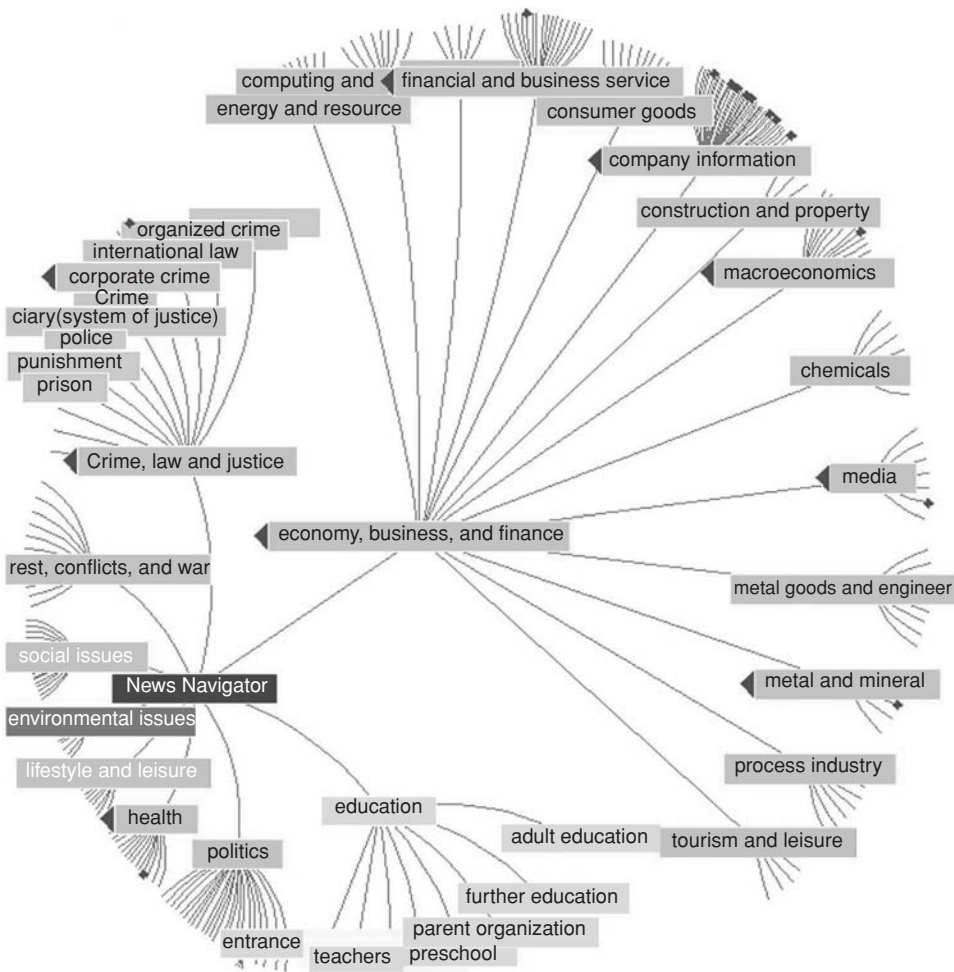 computing and
financial and business service
energy and resource
consumer goods
company information
construction and property
organized crime
international law
macroeconomics
corporate crime
Crime
ciary(system of justice)
police
punishment
prison
chemicals
Crime, law and justice
media
economy, business, and finance
rest, conflicts, and war
metal goods and engineer
social issues
News Navigator
metal and mineral
environmental issues
lifestyle and leisure
process industry
education
health
adult education
tourism and leisure
politics
further education
parent organization
entrance
teachers
preschool